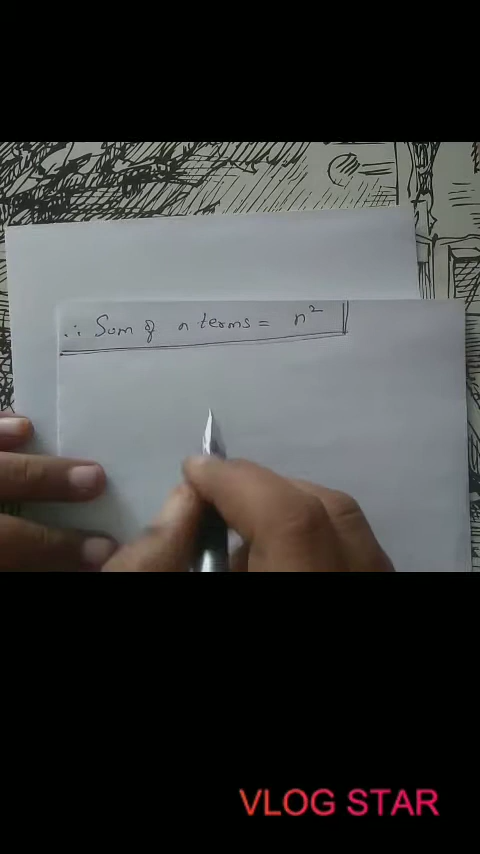 ∴ Sum of n terms = n²
VLOG STAR